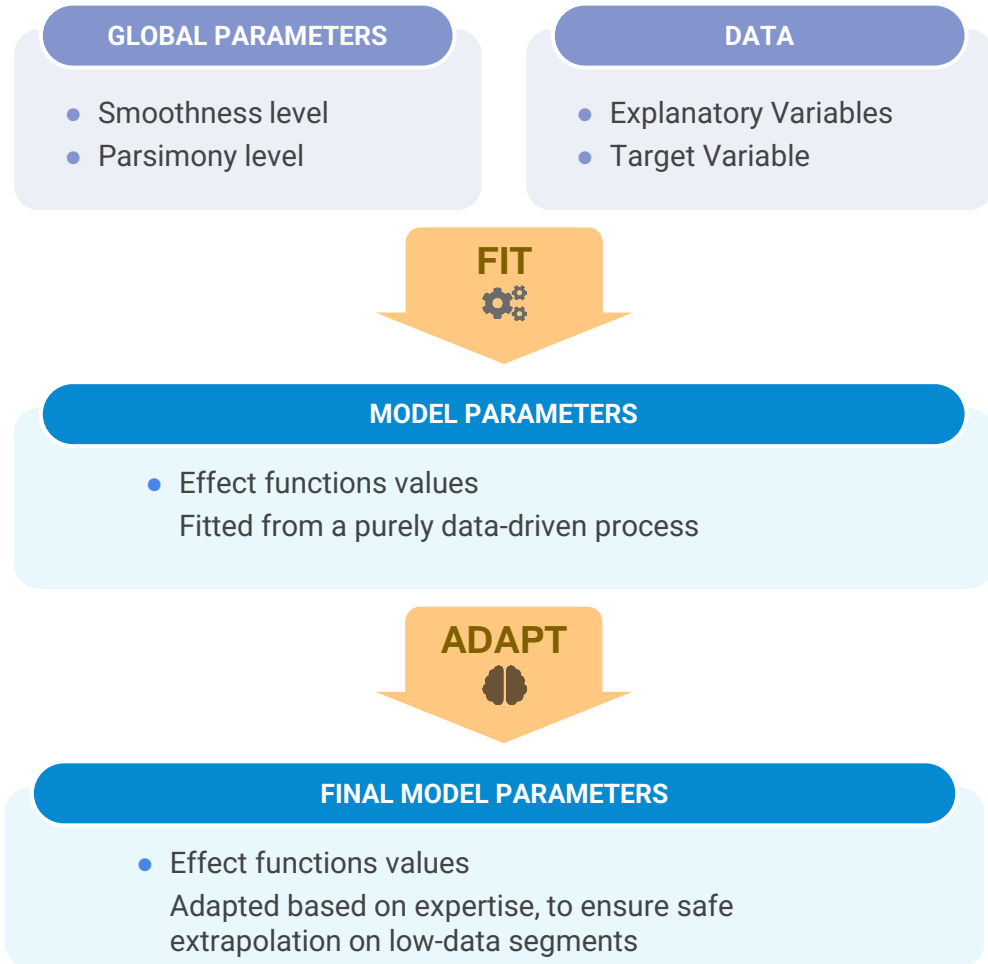 GLOBAL PARAMETERS
Smoothness level
Parsimony level
DATA
Explanatory Variables
Target Variable
FIT
MODEL PARAMETERS
Effect functions values
Fitted from a purely data-driven process
ADAPT
FINAL MODEL PARAMETERS
Effect functions values
Adapted based on expertise, to ensure safe
extrapolation on low-data segments